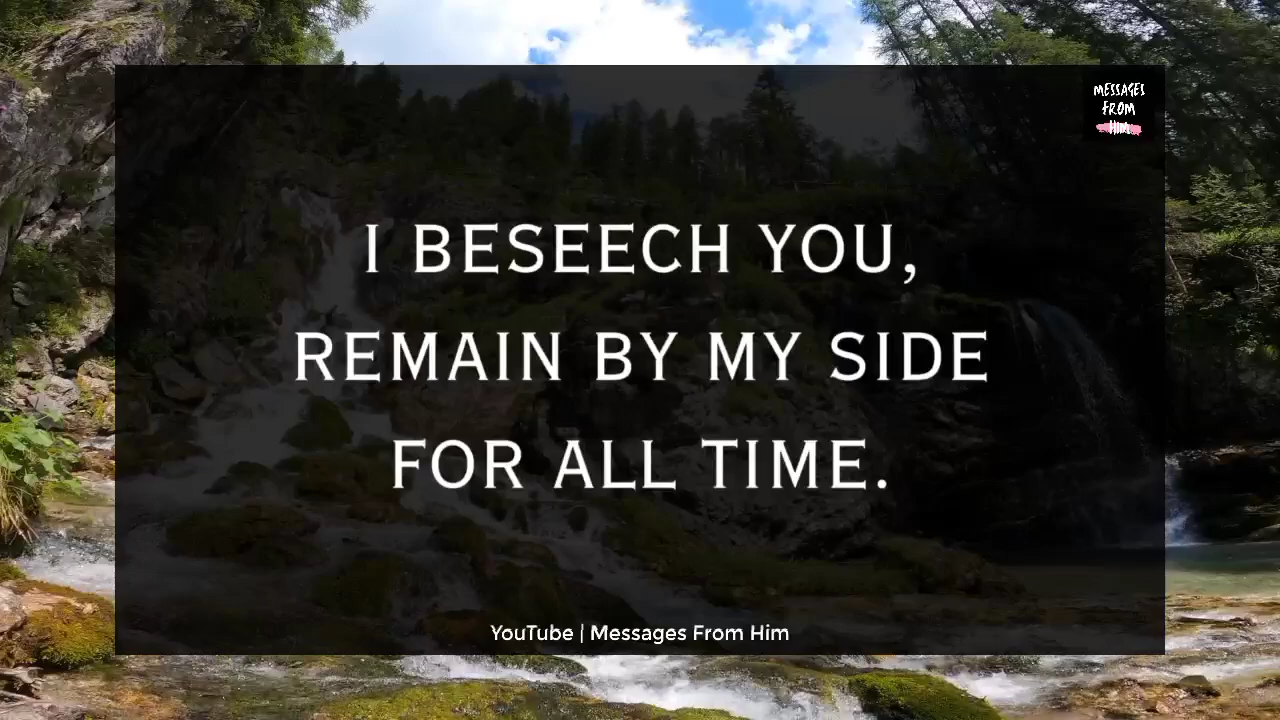 MESSAGES
FROM
HIM
I BESEECH YOU,
REMAIN BY MY SIDE
FOR ALL TIME.
YouTube | Messages From Him